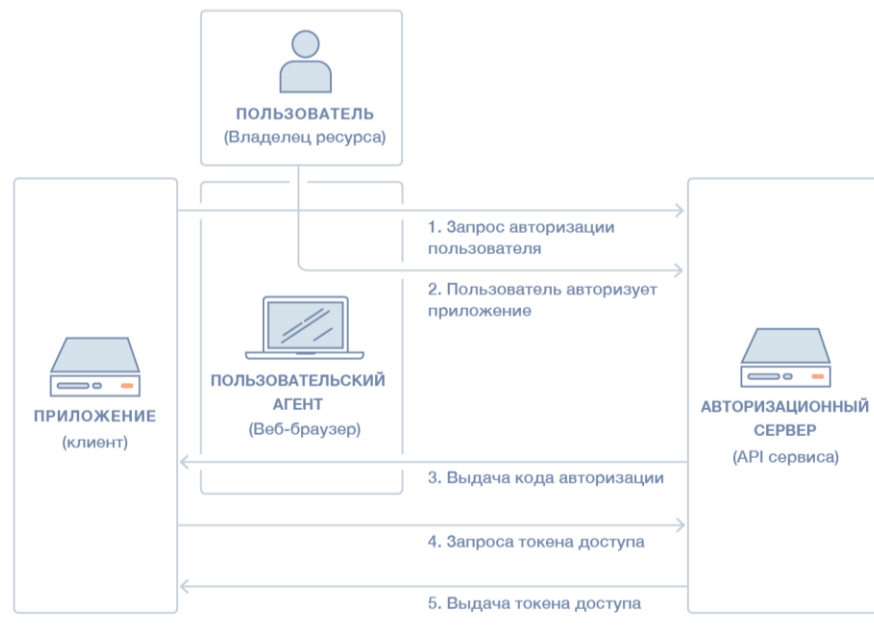 ПОЛЬЗОВАТЕЛЬ
(Владелец ресурса)
1. Запрос авторизации
пользователя
2. Пользователь авторизует
приложение
ПОЛЬЗОВАТЕЛЬСКИЙ
АГЕНТ
(Веб-браузер)
ПРИЛОЖЕНИЕ
(клиент)
АВТОРИЗАЦИОННЫЙ
СЕРВЕР
(API сервиса)
3. Выдача кода авторизации
4. Запроса токена доступа
5. Выдача токена доступа